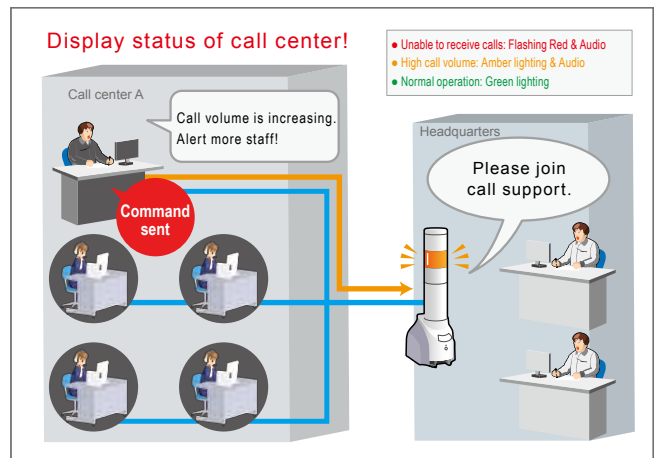 Display status of call center!
● Unable to receive calls: Flashing Red & Audio
● High call volume: Amber lighting & Audio
● Normal operation: Green lighting
Call center A
Call volume is increasing.
Alert more staff!
Command
sent
Headquarters
Please join
call support.